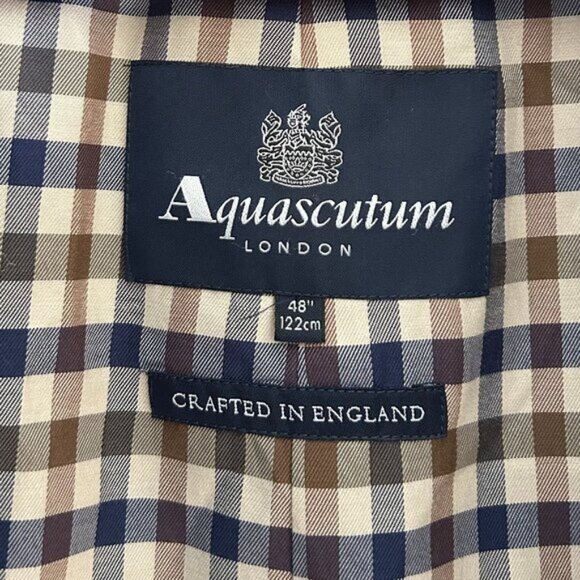 Aquascutum
LONDON
48"
122cm
CRAFTED IN ENGLAND